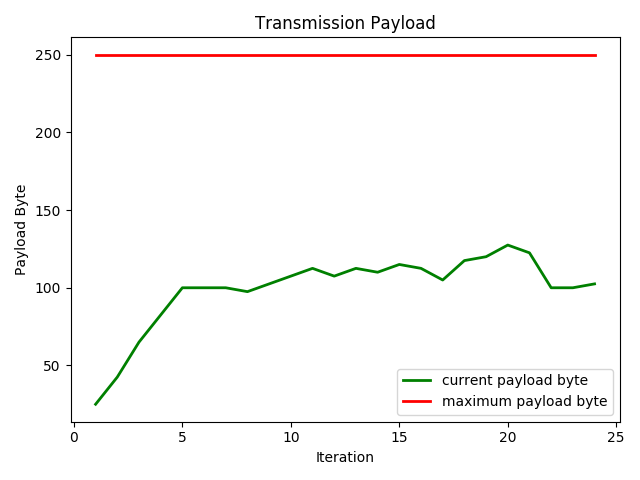 Transmission Payload
250
200
150
100
50
Payload Byte
0
5
10
15
20
25
Iteration
current payload byte
maximum payload byte